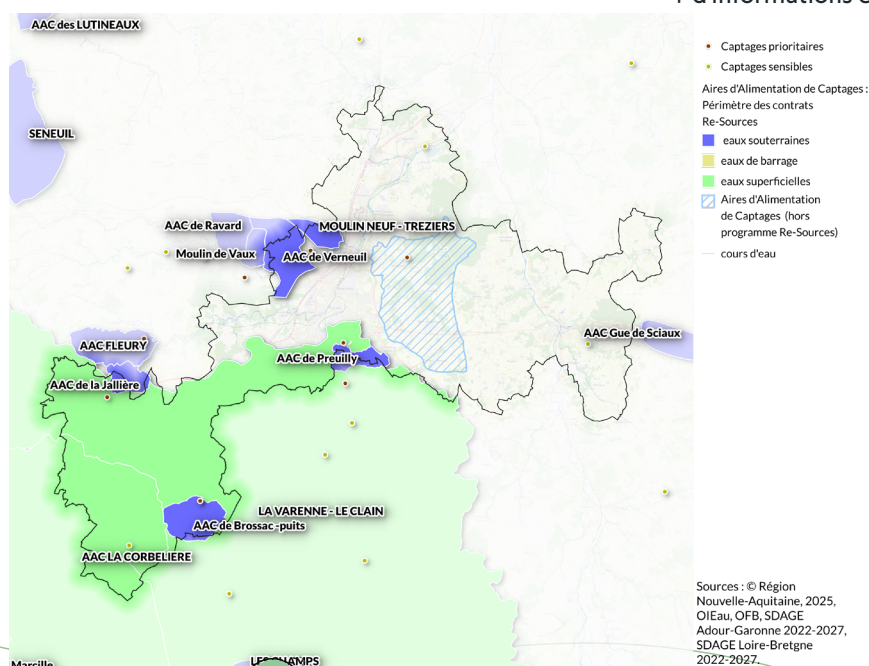 + d'informations
AAC des LUTINEAUX
SENEUIL
AAC de Ravard
MOULIN NEUF - TREZIERS
Moulin de Vaux
AAC de Verneuil
AAC FLEURY
AAC de Preuilly
AAC Gue de Sciaux
AAC de la Jallière
LA VARENNE - LE CLAIN
AAC de Brossac -puits
AAC LA CORBELIERE
Captages prioritaires
Captages sensibles
Aires d'Alimentation de Captages :
Périmètre des contrats
Re-Sources
eaux souterraines
eaux de barrage
eaux superficielles
Aires d'Alimentation
de Captages (hors
programme Re-Sources)
cours d'eau
Sources : © Région
Nouvelle-Aquitaine, 2025,
OIEau, OFB, SDAGE
Adour-Garonne 2022-2027,
SDAGE Loire-Bretgne
2022-2027.